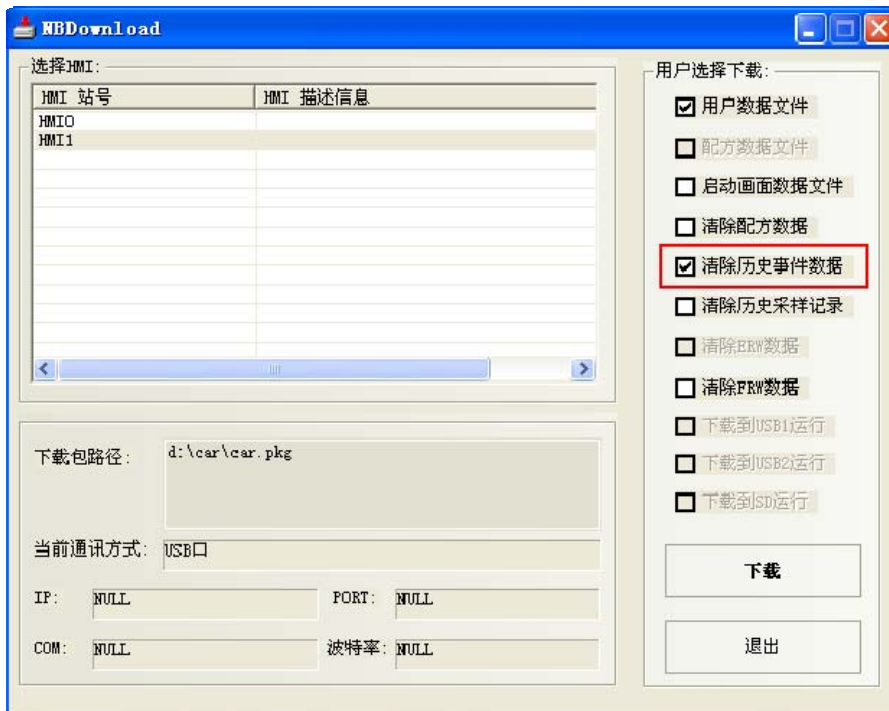 NBDownload
选择HMI:
HMI 站号 HMI 描述信息
HMI0
HMI1
下载包路径: d:\car\car.pkg
当前通讯方式: USB口
IP: NULL PORT: NULL
COM: NULL 波特率: NULL
用户选择下载:
用户数据文件
配方数据文件
启动画面数据文件
清除配方数据
清除历史事件数据
清除历史采样记录
清除ERW数据
清除FRW数据
下载到USB1运行
下载到USB2运行
下载到SD运行
下载
退出